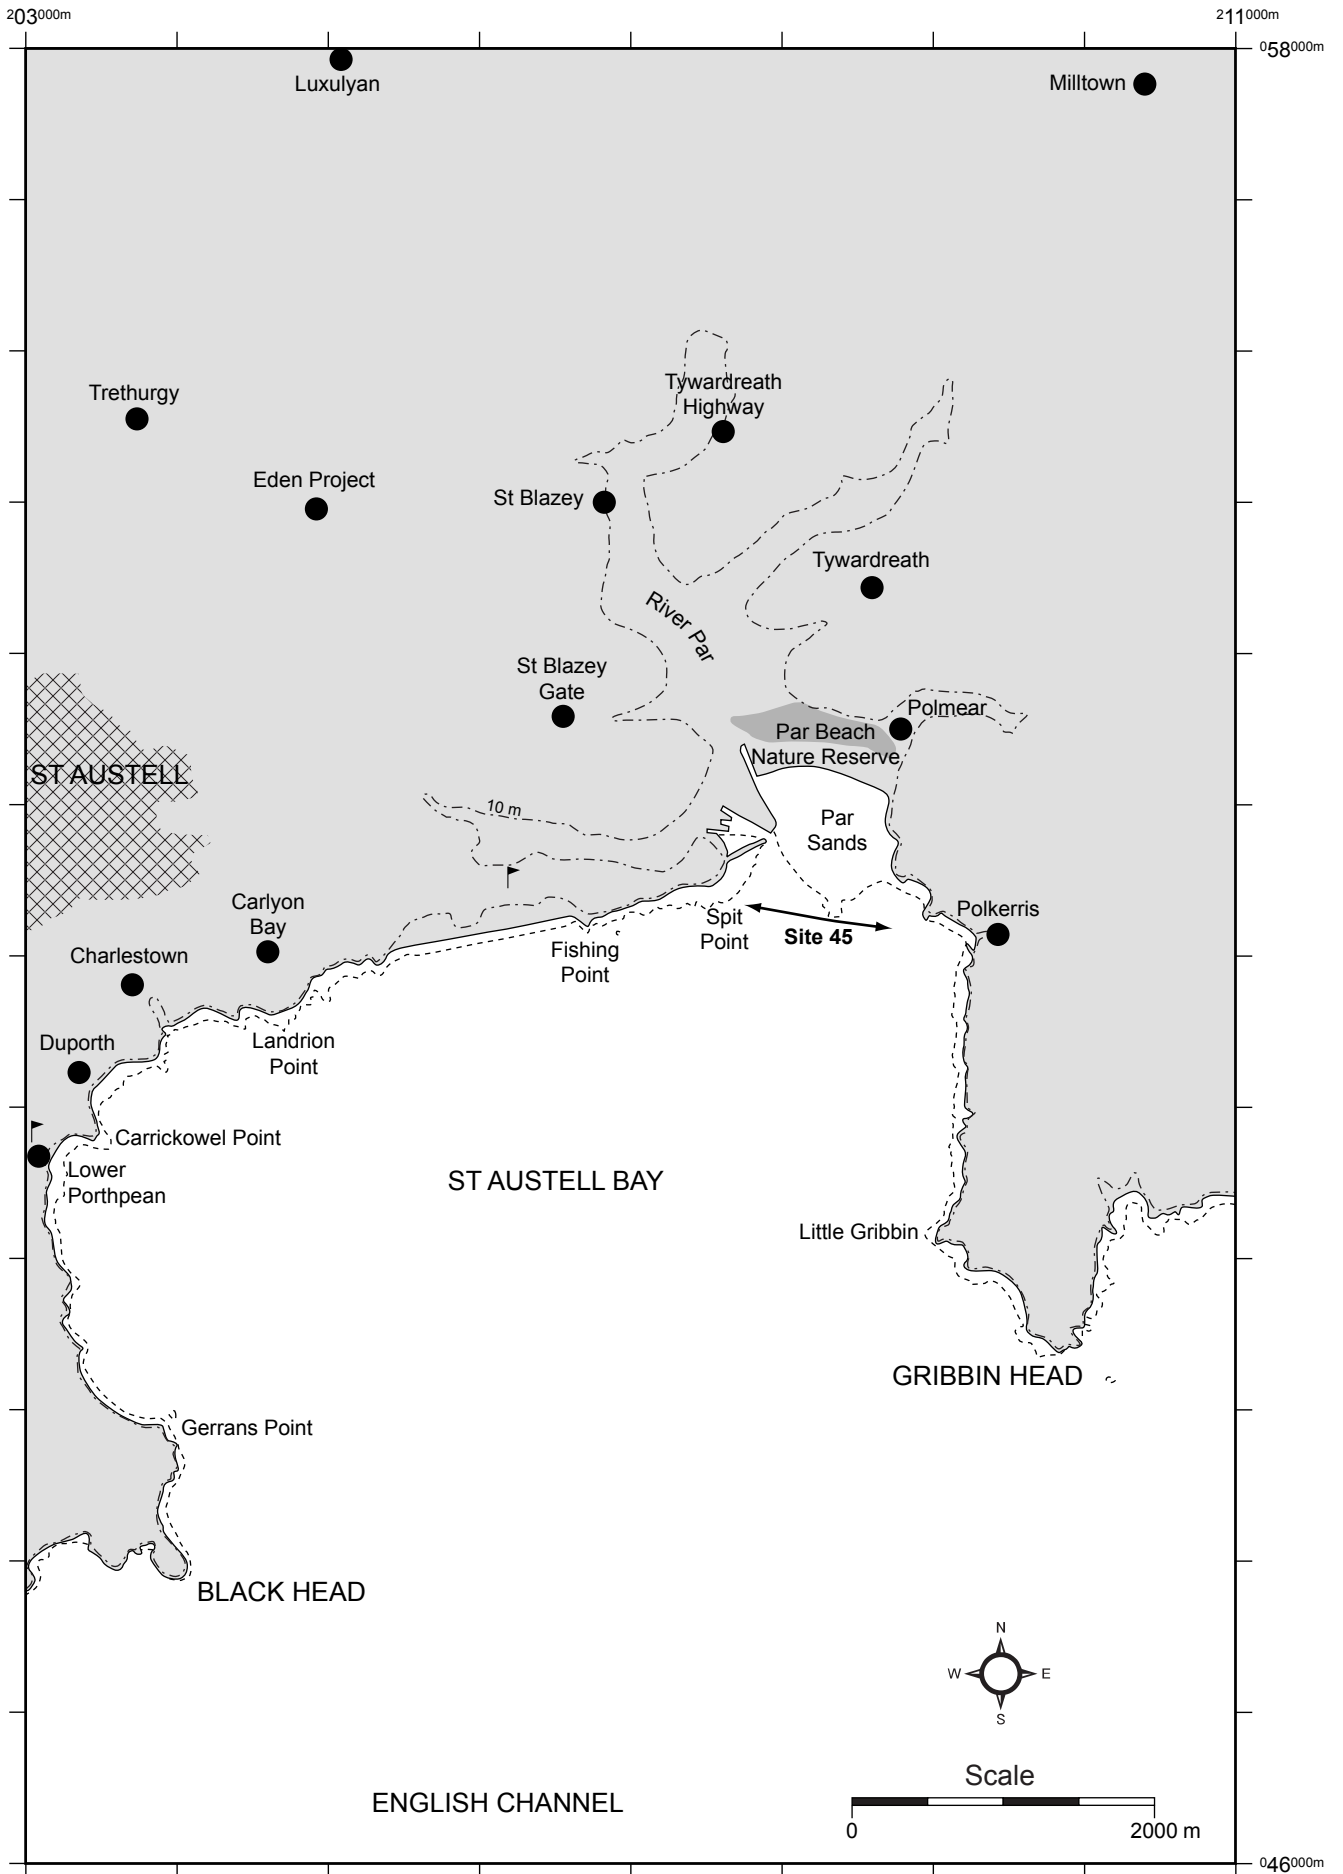 ²03000m
²11000m
⁰58000m
Luxulyan
Milltown
Tywardreath
Highway
Trethurgy
Eden Project
St Blazey
Tywardreath
River Par
St Blazey
Gate
Polmear
Par Beach
Nature Reserve
ST AUSTELL
10 m
Par
Sands
Carlyon
Bay
Polkerris
Spit
Point
Site 45
Fishing
Point
Charlestown
Duporth
Landrion
Point
Carrickowel Point
Lower
Porthpean
ST AUSTELL BAY
Little Gribbin
GRIBBIN HEAD
Gerrans Point
BLACK HEAD
N
W
E
S
Scale
ENGLISH CHANNEL
0
2000 m
⁰46000m